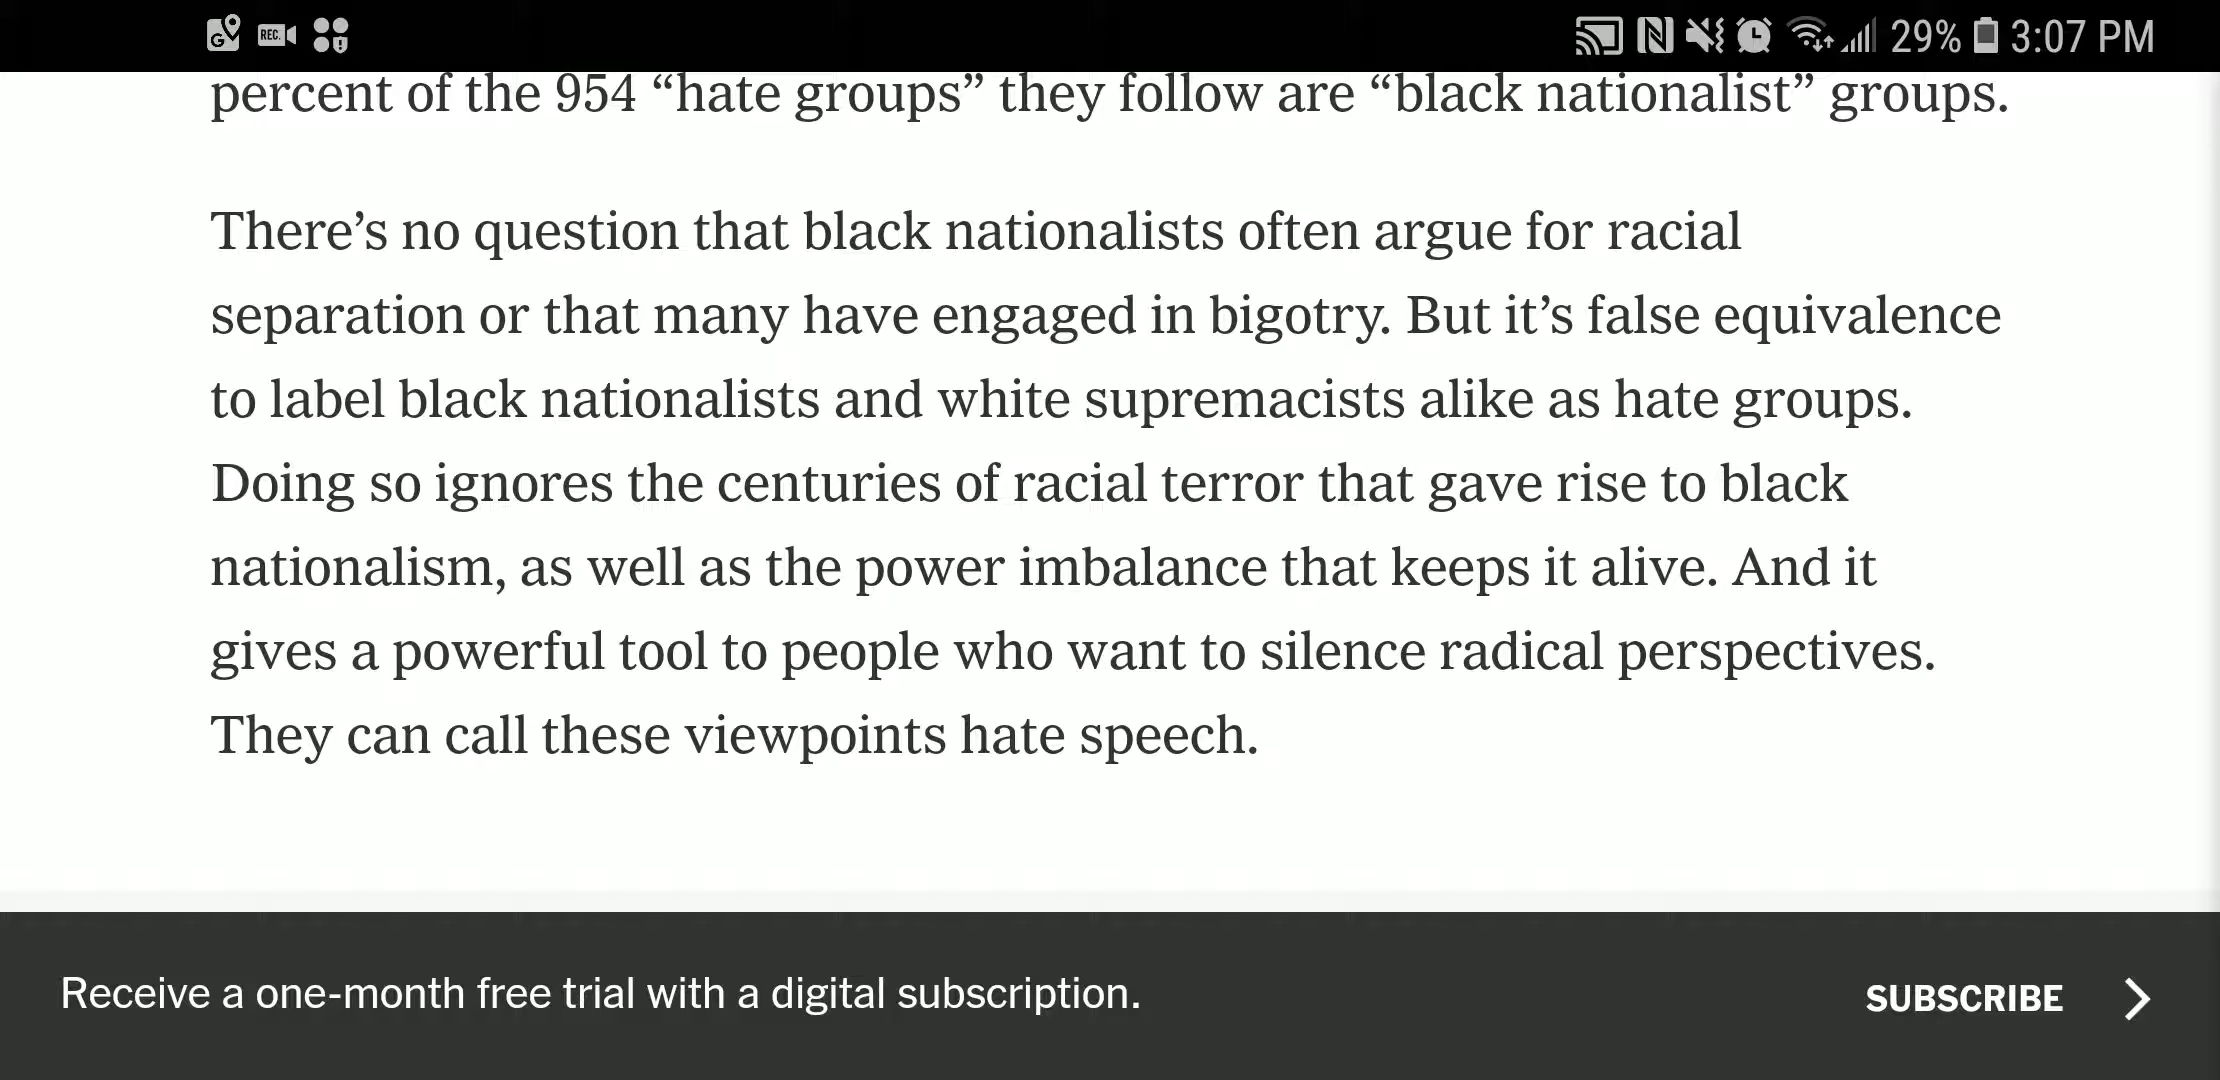 REC.
29% 3:07 PM
percent of the 954 “hate groups” they follow are “black nationalist” groups.
There’s no question that black nationalists often argue for racial
separation or that many have engaged in bigotry. But it’s false equivalence
to label black nationalists and white supremacists alike as hate groups.
Doing so ignores the centuries of racial terror that gave rise to black
nationalism, as well as the power imbalance that keeps it alive. And it
gives a powerful tool to people who want to silence radical perspectives.
They can call these viewpoints hate speech.
Receive a one-month free trial with a digital subscription.
SUBSCRIBE